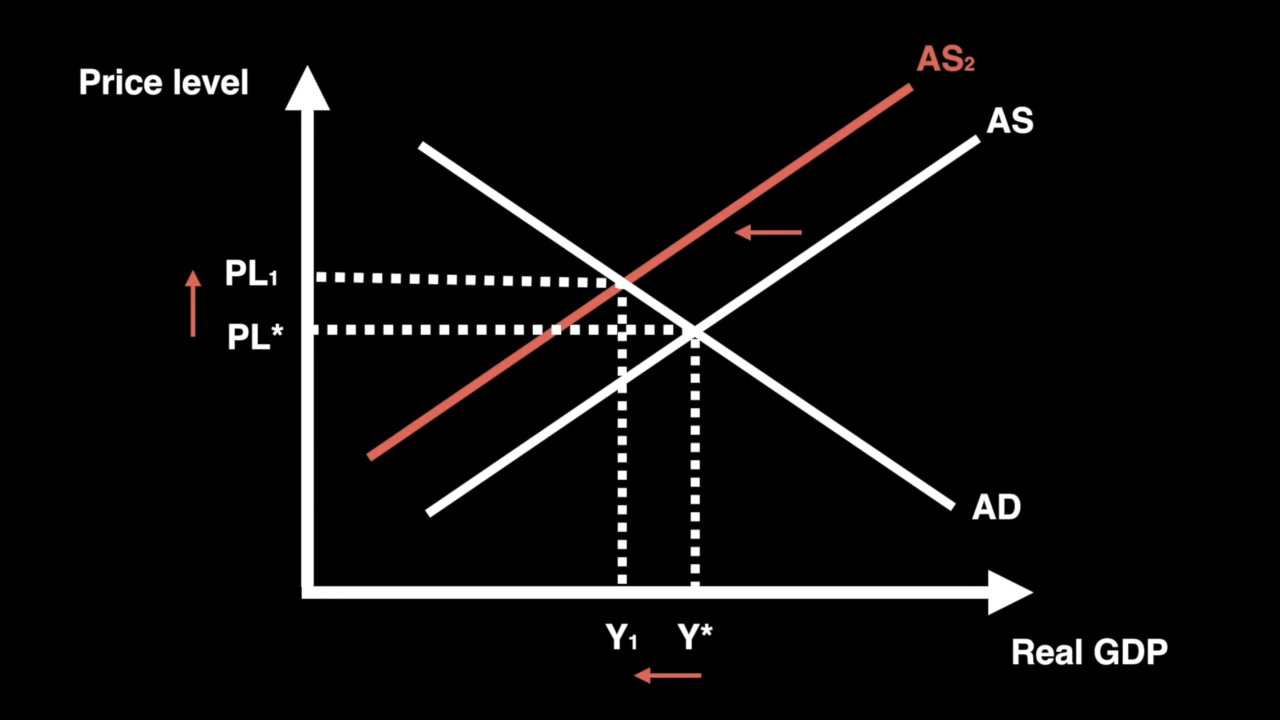 AS₂
Price level
AS
PL₁
PL*
AD
Y₁ Y*
Real GDP